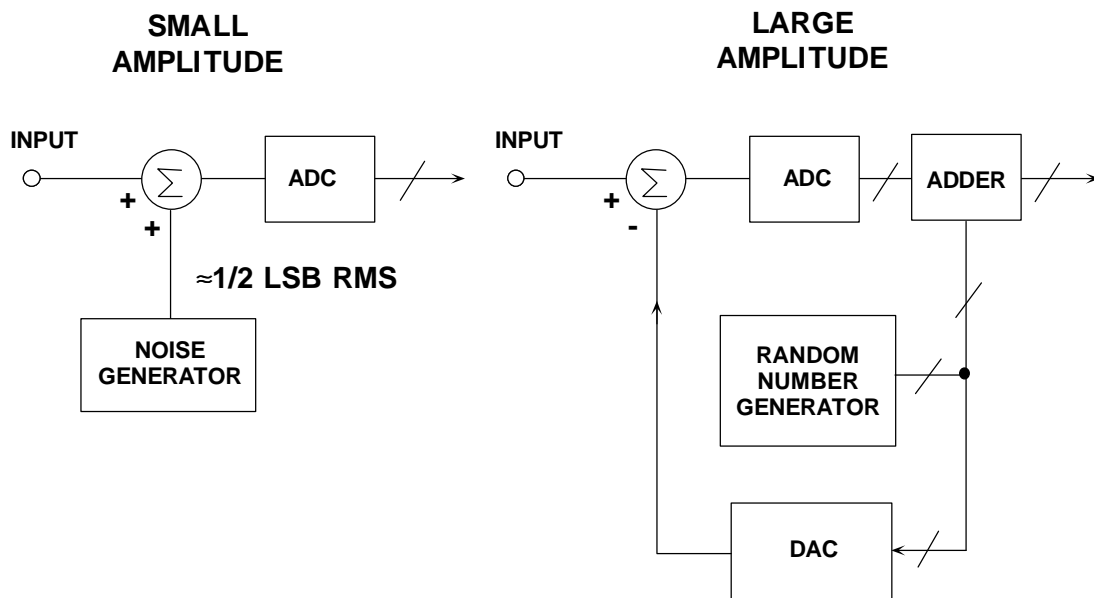 SMALL
AMPLITUDE
INPUT
Σ
+
+
ADC
≈1/2 LSB RMS
NOISE
GENERATOR
LARGE
AMPLITUDE
INPUT
Σ
+
-
ADC
ADDER
RANDOM
NUMBER
GENERATOR
DAC